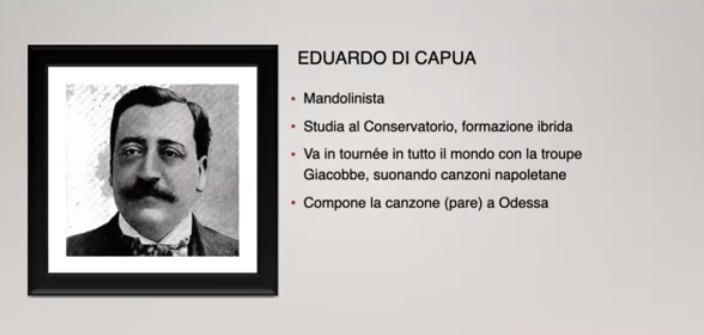 EDUARDO DI CAPUA
• Mandolinista
• Studia al Conservatorio, formazione ibrida
• Va in tournée in tutto il mondo con la troupe
Giacobbe, suonando canzoni napoletane
• Compone la canzone (pare) a Odessa